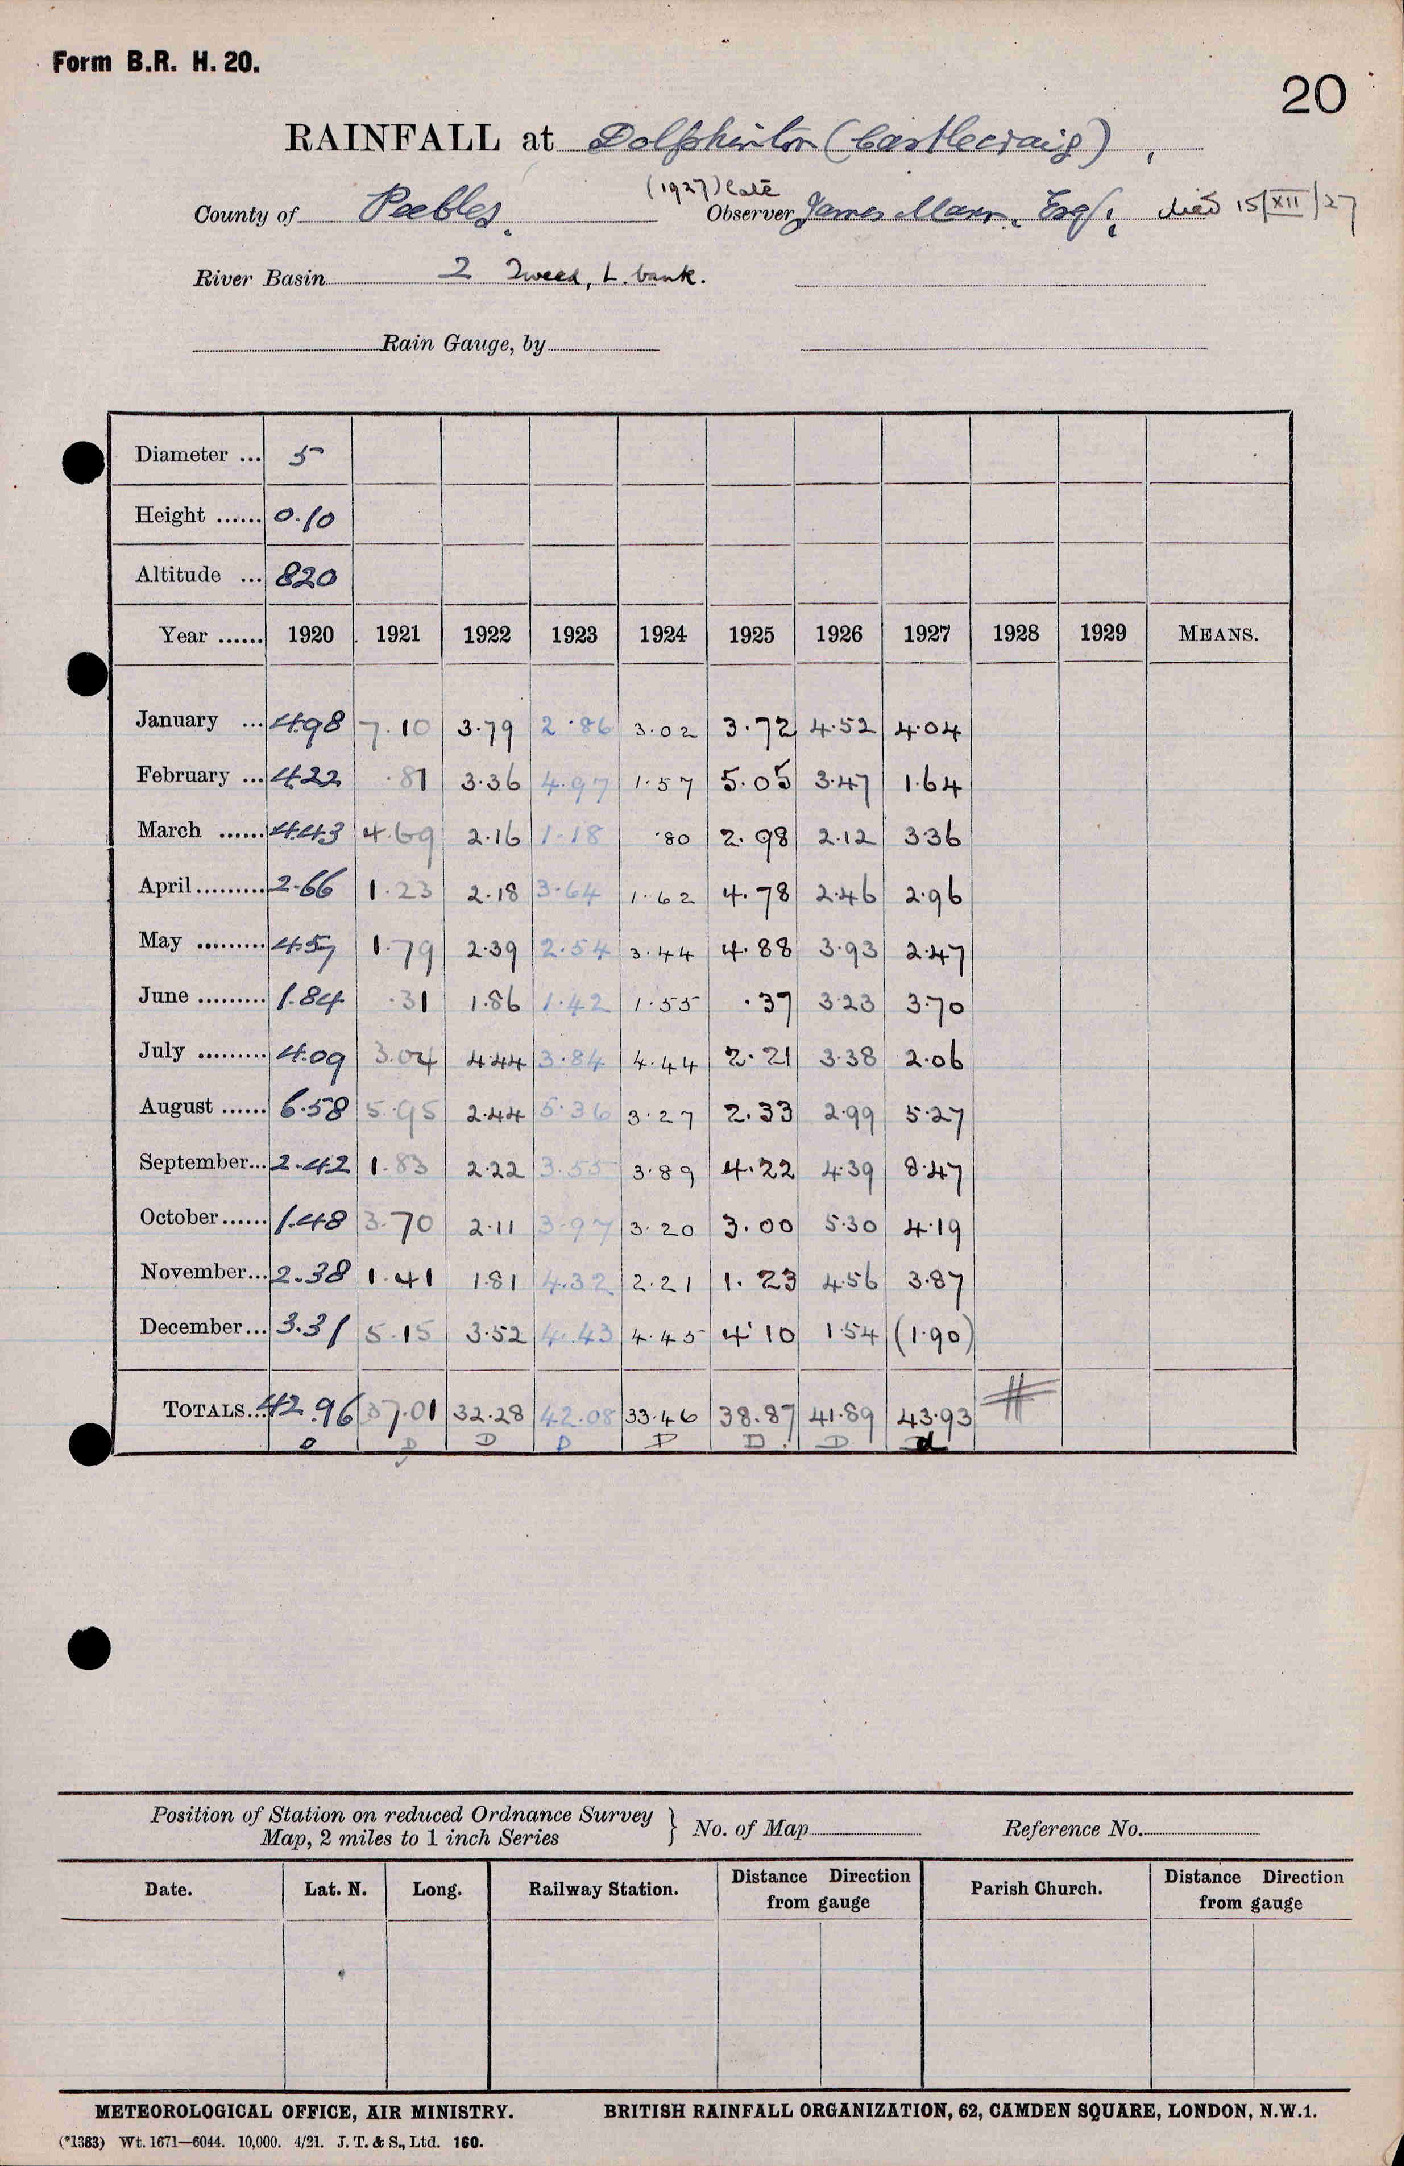 Form B.R. H. 20.
20
RAINFALL at Dolphinton (Castlecraig),
(1927) late
County of Peebles. Observer James Mann, Esq., died 15/XII/27
River Basin 2 Tweed, L. bank.
Rain Gauge, by
Diameter ... 5
Height ...... 0.10
Altitude ... 820
Year ...... 1920 1921 1922 1923 1924 1925 1926 1927 1928 1929 MEANS.
January ... 4.98 7.10 3.79 2.86 3.02 3.72 4.52 4.04
February ... 4.22 .81 3.36 4.97 1.57 5.05 3.47 1.64
March ...... 4.43 4.69 2.16 1.18 .80 2.98 2.12 3.36
April ......... 2.66 1.23 2.18 3.64 1.62 4.78 2.46 2.96
May ......... 4.57 1.79 2.39 2.54 3.44 4.88 3.93 2.47
June ......... 1.84 .31 1.86 1.42 1.55 .37 3.23 3.70
July ......... 4.09 3.04 4.44 3.84 4.44 2.21 3.38 2.06
August ...... 6.58 5.95 2.44 5.36 3.27 2.33 2.99 5.27
September ... 2.42 1.83 2.22 3.55 3.89 4.22 4.39 8.47
October ...... 1.48 3.70 2.11 3.97 3.20 3.00 5.30 4.19
November ... 2.38 1.41 1.81 4.32 2.21 1.23 4.56 3.87
December ... 3.31 5.15 3.52 4.43 4.45 4.10 1.54 (1.90)
TOTALS ... 42.96 37.01 32.28 42.08 33.46 38.87 41.89 43.93 #
D D D D D D D d
Position of Station on reduced Ordnance Survey
Map, 2 miles to 1 inch Series } No. of Map Reference No.
Date. Lat. N. Long. Railway Station. Distance Direction from gauge Parish Church. Distance Direction from gauge
METEOROLOGICAL OFFICE, AIR MINISTRY. BRITISH RAINFALL ORGANIZATION, 62, CAMDEN SQUARE, LONDON, N.W.1.
(*1383) Wt. 1671—6044. 10,000. 4/21. J. T. & S., Ltd. 160.